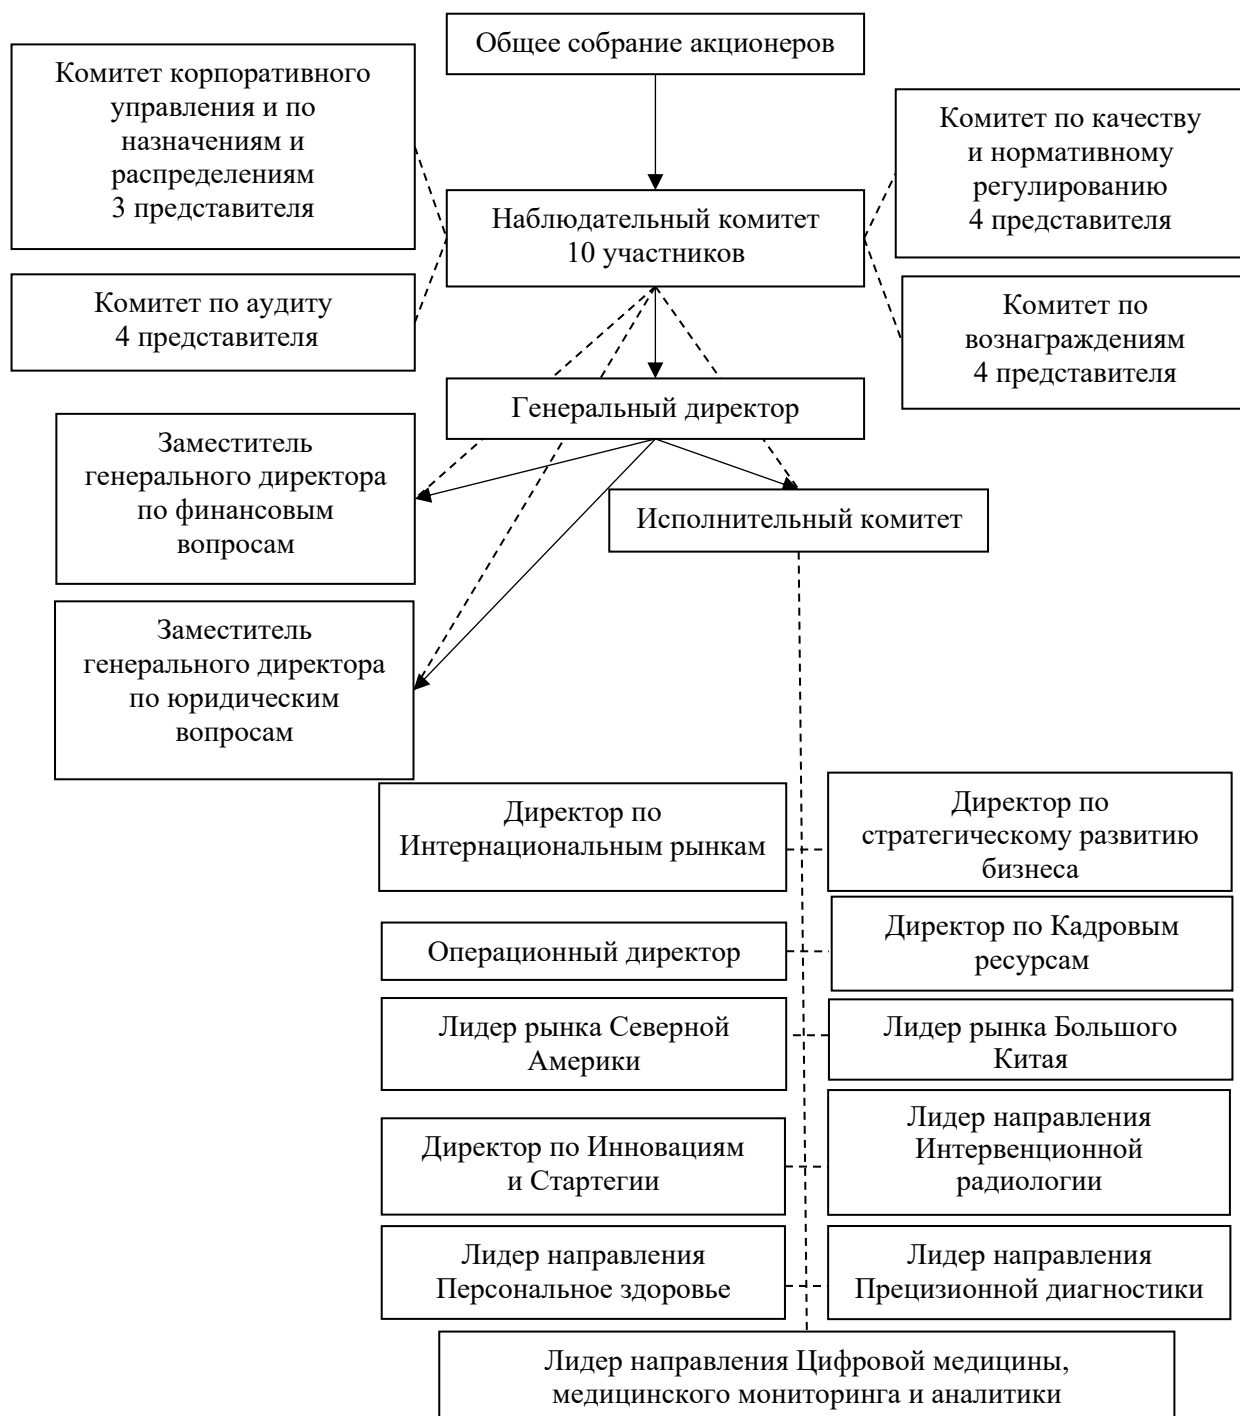 Общее собрание акционеров
Комитет корпоративного
управления и по
назначениям и
распределениям
3 представителя
Комитет по качеству
и нормативному
регулированию
4 представителя
Наблюдательный комитет
10 участников
Комитет по аудиту
4 представителя
Комитет по
вознаграждениям
4 представителя
Генеральный директор
Заместитель
генерального директора
по финансовым
вопросам
Исполнительный комитет
Заместитель
генерального директора
по юридическим
вопросам
Директор по
Интернациональным рынкам
Директор по
стратегическому развитию
бизнеса
Операционный директор
Директор по Кадровым
ресурсам
Лидер рынка Северной
Америки
Лидер рынка Большого
Китая
Директор по Инновациям
и Стартегии
Лидер направления
Интервенционной
радиологии
Лидер направления
Персональное здоровье
Лидер направления
Прецизионной диагностики
Лидер направления Цифровой медицины,
медицинского мониторинга и аналитики